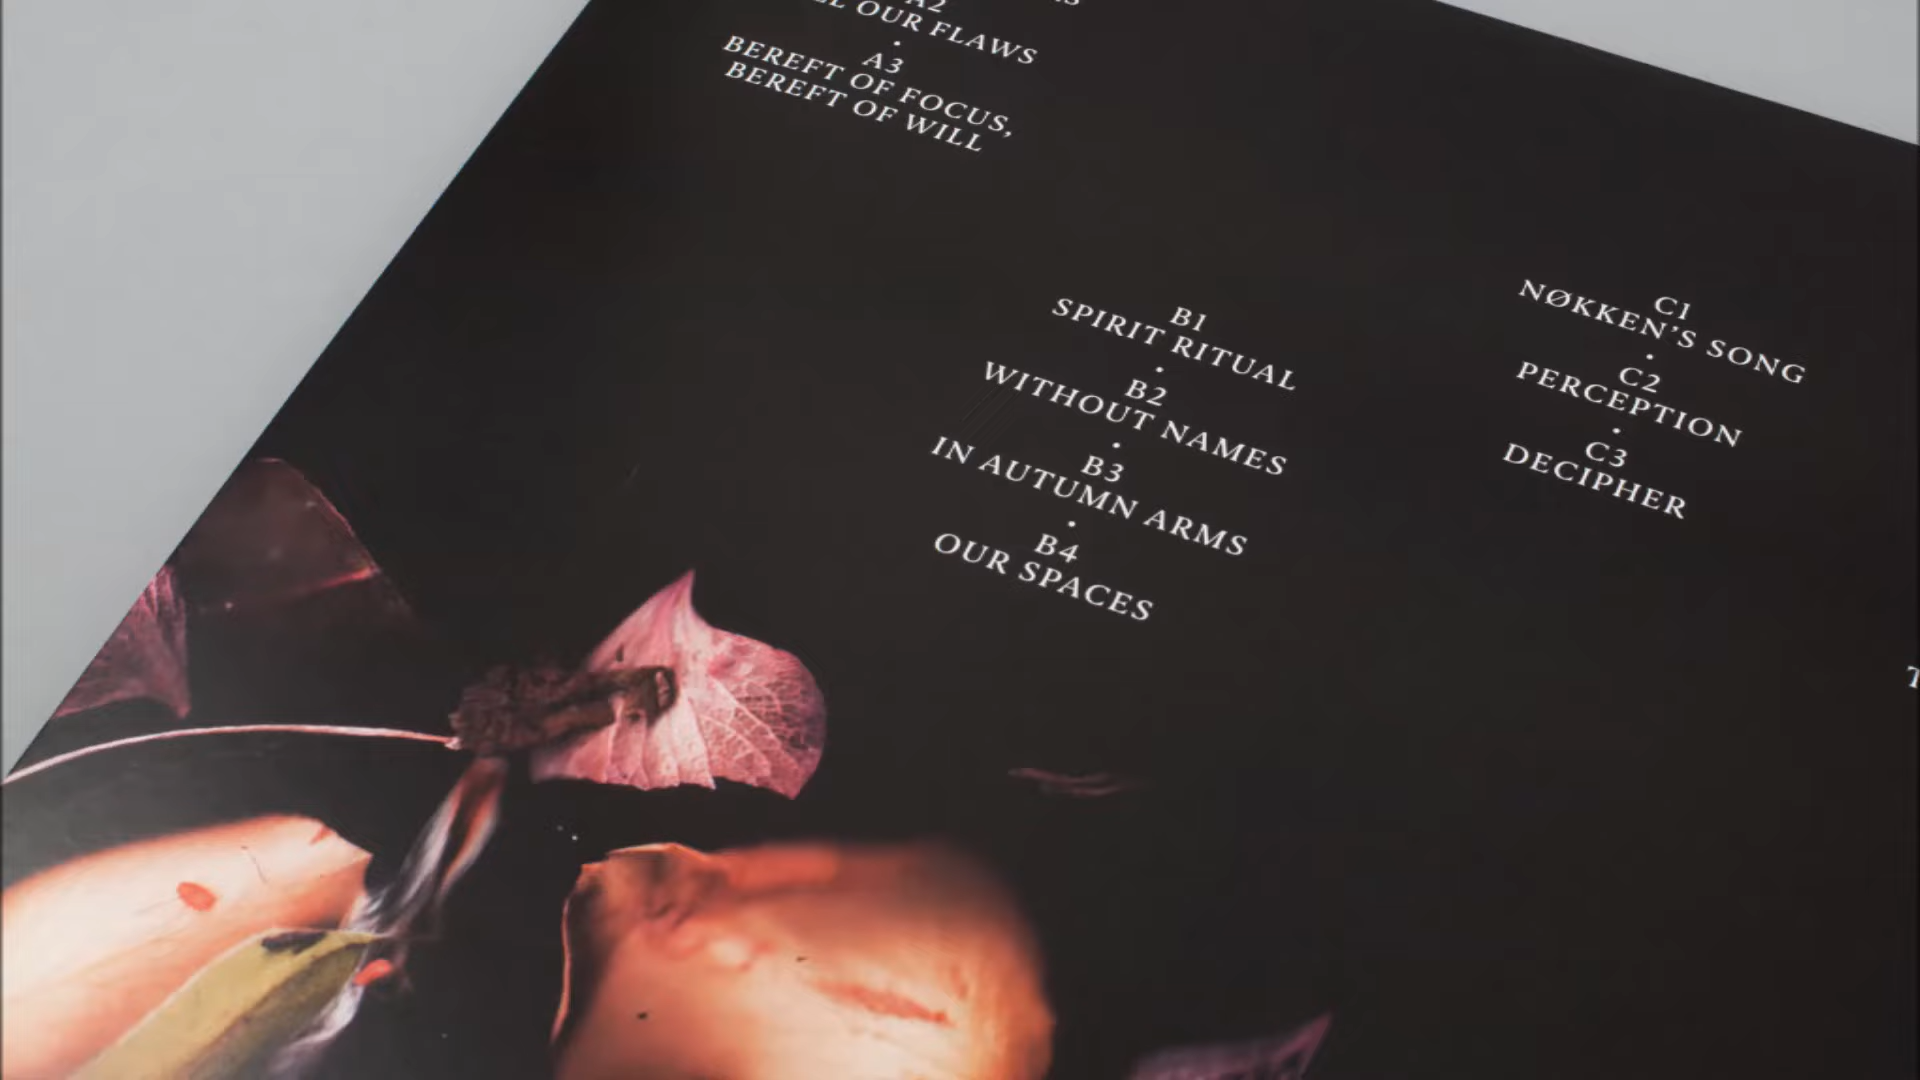 A2
OUR FLAWS
•
A3
BEREFT OF FOCUS,
BEREFT OF WILL
B1
SPIRIT RITUAL
•
B2
WITHOUT NAMES
•
B3
IN AUTUMN ARMS
•
B4
OUR SPACES
C1
NØKKEN'S SONG
•
C2
PERCEPTION
•
C3
DECIPHER